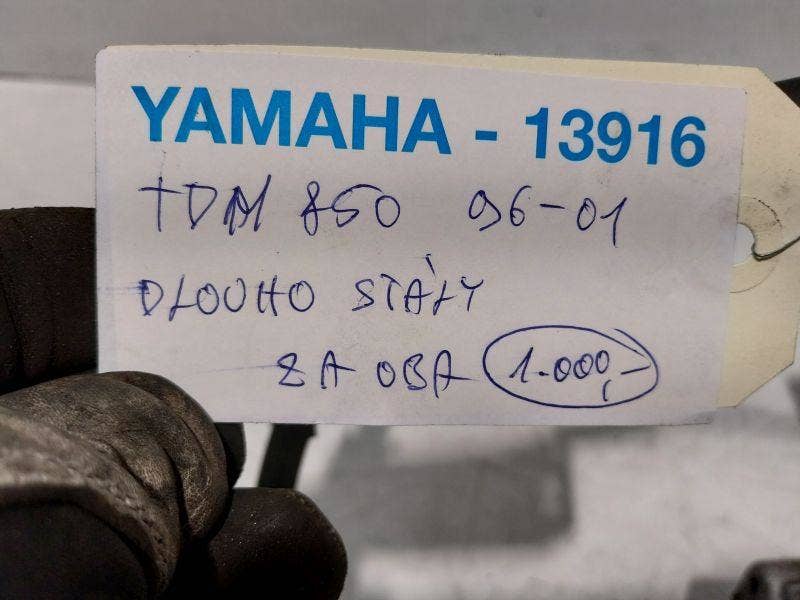 YAMAHA - 13916
TDM 850 96-01
DLOUHO STÁLY
ZA OBA 1.000,-